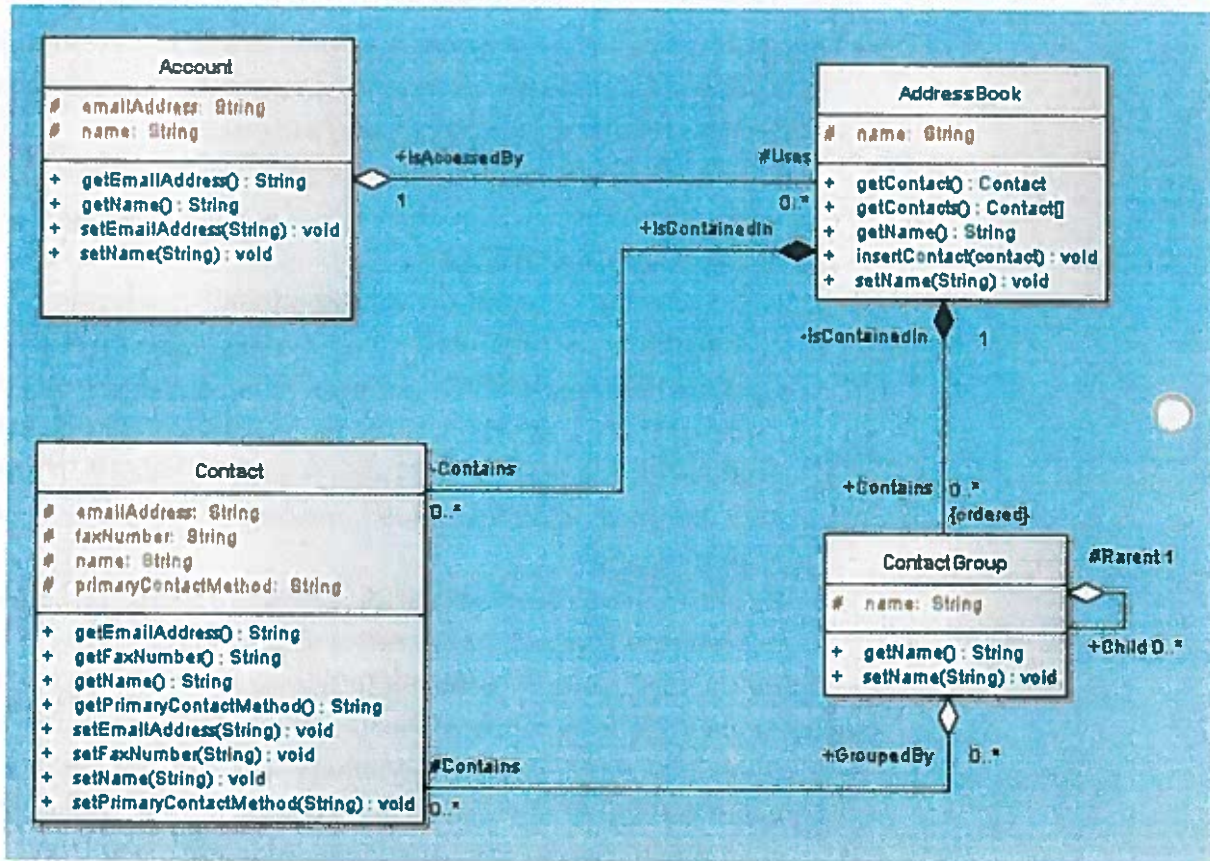 Account
# emailAddress: String
# name: String
+ getEmailAddress() : String
+ getName() : String
+ setEmailAddress(String) : void
+ setName(String) : void
+IsAccessedBy
1
#Uses
0..*
AddressBook
# name: String
+ getContact() : Contact
+ getContacts() : Contact[]
+ getName() : String
+ insertContact(contact) : void
+ setName(String) : void
+IsContainedIn
-IsContainedIn
1
-Contains
0..*
+Contains 0..*
{ordered}
Contact
# emailAddress: String
# faxNumber: String
# name: String
# primaryContactMethod: String
+ getEmailAddress() : String
+ getFaxNumber() : String
+ getName() : String
+ getPrimaryContactMethod() : String
+ setEmailAddress(String) : void
+ setFaxNumber(String) : void
+ setName(String) : void
+ setPrimaryContactMethod(String) : void
ContactGroup
# name: String
+ getName() : String
+ setName(String) : void
#Parent 1
+Child 0..*
+GroupedBy 0..*
#Contains
0..*